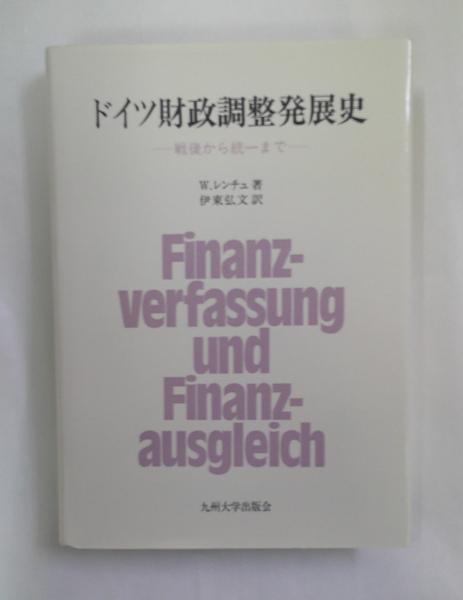 ドイツ財政調整発展史
―戦後から統一まで―
W.レンチュ 著
伊東弘文 訳
Finanz-
verfassung
und
Finanz-
ausgleich
九州大学出版会